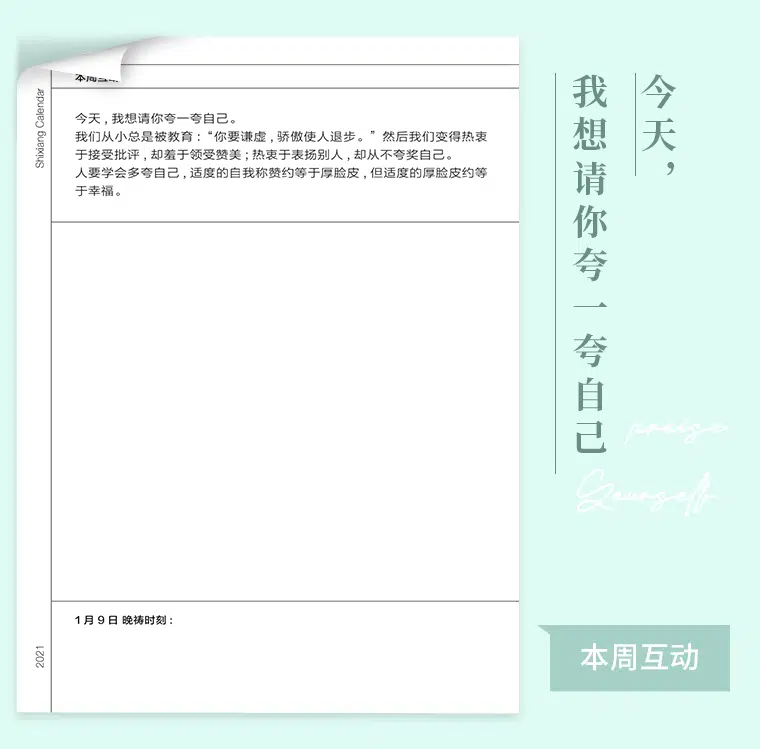 本周互动
Shixiang Calendar
今天，我想请你夸一夸自己。
我们从小总是被教育：“你要谦虚，骄傲使人退步。”然后我们变得热衷
于接受批评，却羞于领受赞美；热衷于表扬别人，却从不夸奖自己。
人要学会多夸自己，适度的自我称赞约等于厚脸皮，但适度的厚脸皮约等
于幸福。
1月9日 晚祷时刻：
2021
今天，
我想请你夸一夸自己
praise
Yourself
本周互动